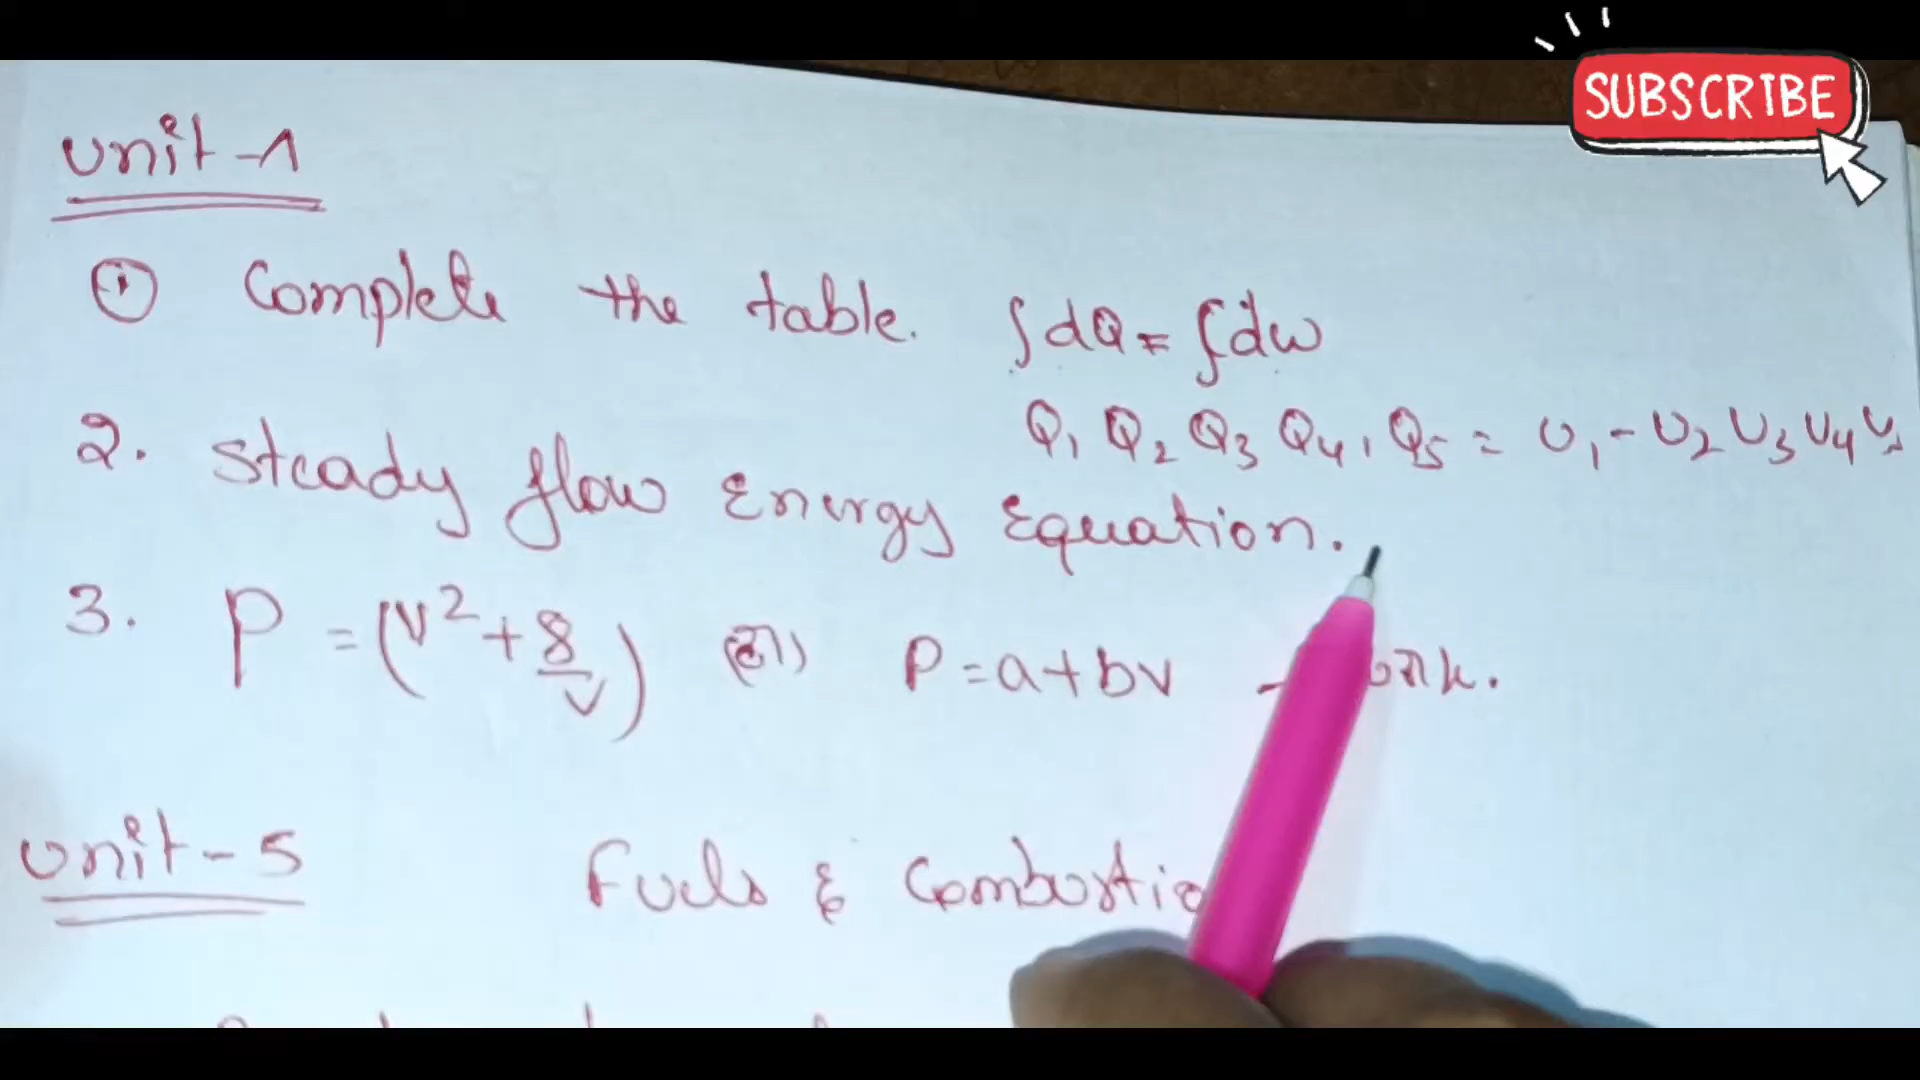 SUBSCRIBE
Unit-1
① Complete the table. ∫dQ = ∫dw
Q1 Q2 Q3 Q4, Q5 = U1 - U2 U3 U4 U5
2. Steady flow Energy Equation.
3. P = (V² + 8/V) (or) P = a + bv
Unit-5 Fuels & Combustio